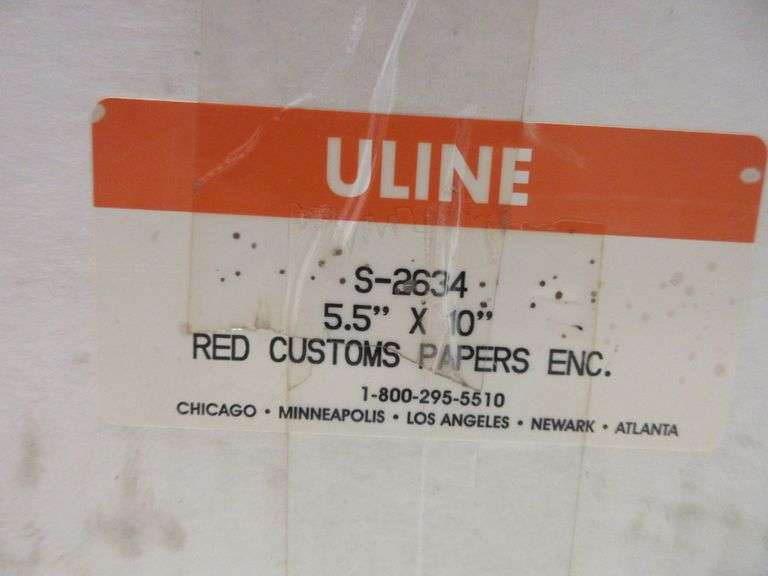 ULINE
S-2634
5.5" X 10"
RED CUSTOMS PAPERS ENC.
1-800-295-5510
CHICAGO • MINNEAPOLIS • LOS ANGELES • NEWARK • ATLANTA